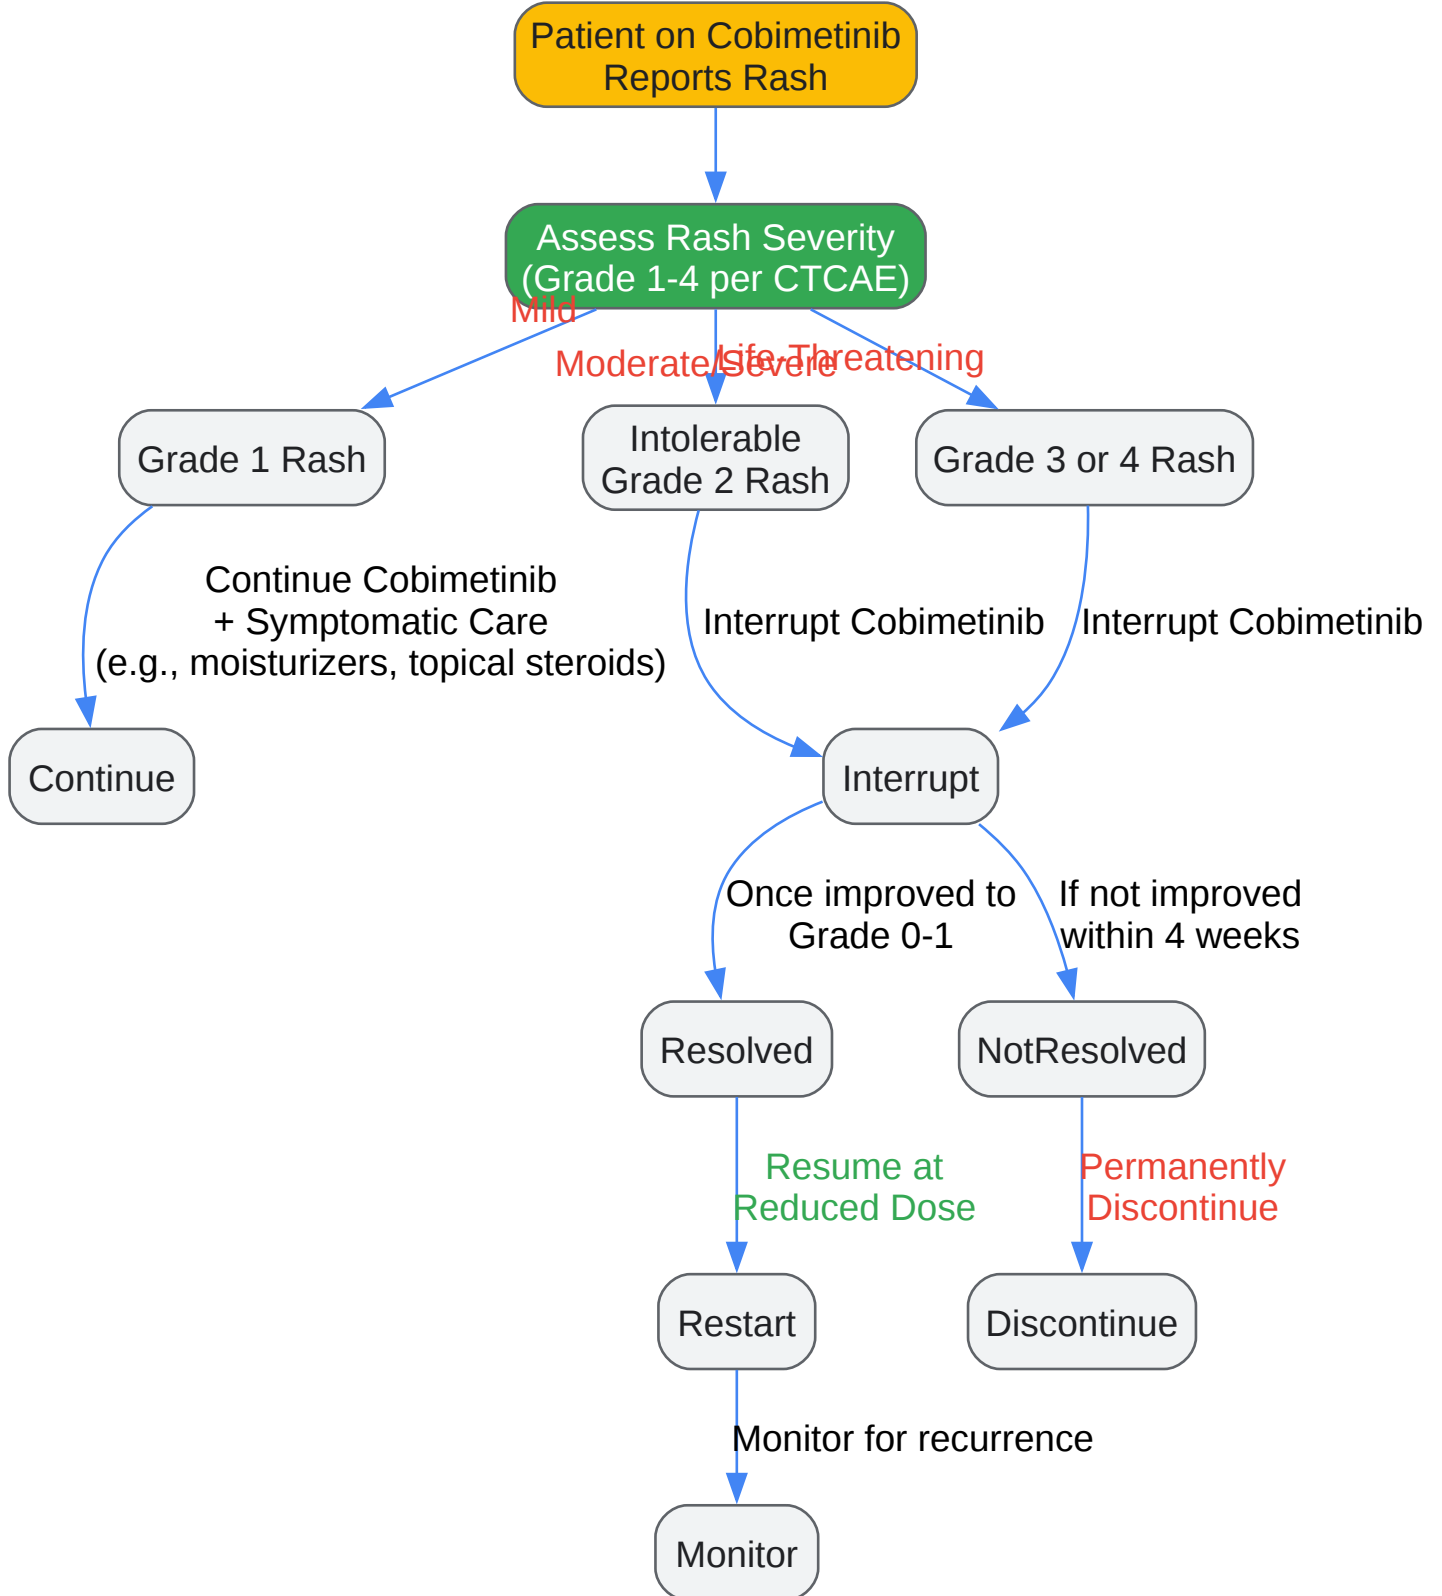 Patient on Cobimetinib
Reports Rash
Assess Rash Severity
(Grade 1-4 per CTCAE)
Mild
Moderate/Severe
Life-Threatening
Grade 1 Rash
Intolerable
Grade 2 Rash
Grade 3 or 4 Rash
Continue Cobimetinib
+ Symptomatic Care
(e.g., moisturizers, topical steroids)
Interrupt Cobimetinib
Interrupt Cobimetinib
Continue
Interrupt
Once improved to
Grade 0-1
If not improved
within 4 weeks
Resolved
NotResolved
Resume at
Reduced Dose
Permanently
Discontinue
Restart
Discontinue
Monitor for recurrence
Monitor